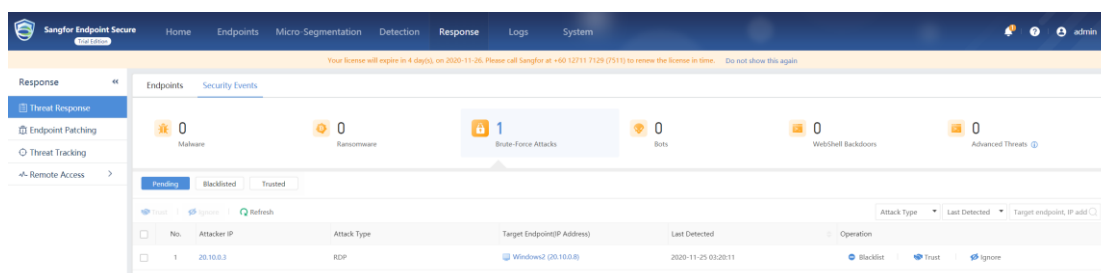 Sangfor Endpoint Secure
Trial Edition
Home Endpoints Micro-Segmentation Detection Response Logs System
admin
Your license will expire in 4 day(s), on 2020-11-28. Please call Sangfor at +60 12711 7129 (7511) to renew the license in time. Do not show this again
Response «
Endpoints Security Events
Threat Response
Endpoint Patching
Threat Tracking
Remote Access >
0 Malware
0 Ransomware
1 Brute-Force Attacks
0 Bots
0 WebShell Backdoors
0 Advanced Threats
Pending Blacklisted Trusted
Trust Ignore Refresh
Attack Type Last Detected Target endpoint, IP add
No. Attacker IP Attack Type Target Endpoint(IP Address) Last Detected Operation
1 20.10.0.3 RDP Windows2 (20.10.0.8) 2020-11-25 03:20:11 Blacklist Trust Ignore